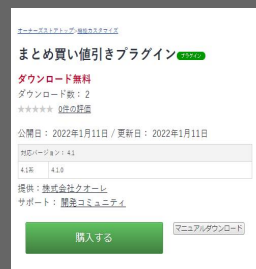 オーナーズストアトップ>機能カスタマイズ
まとめ買い値引きプラグイン プラグイン
ダウンロード無料
ダウンロード数： 2
★★★★★ 0件の評価
公開日： 2022年1月11日 / 更新日： 2022年1月11日
対応バージョン： 4.1
4.1系 4.1.0
提供：株式会社クオーレ
サポート： 開発コミュニティ
購入する マニュアルダウンロード